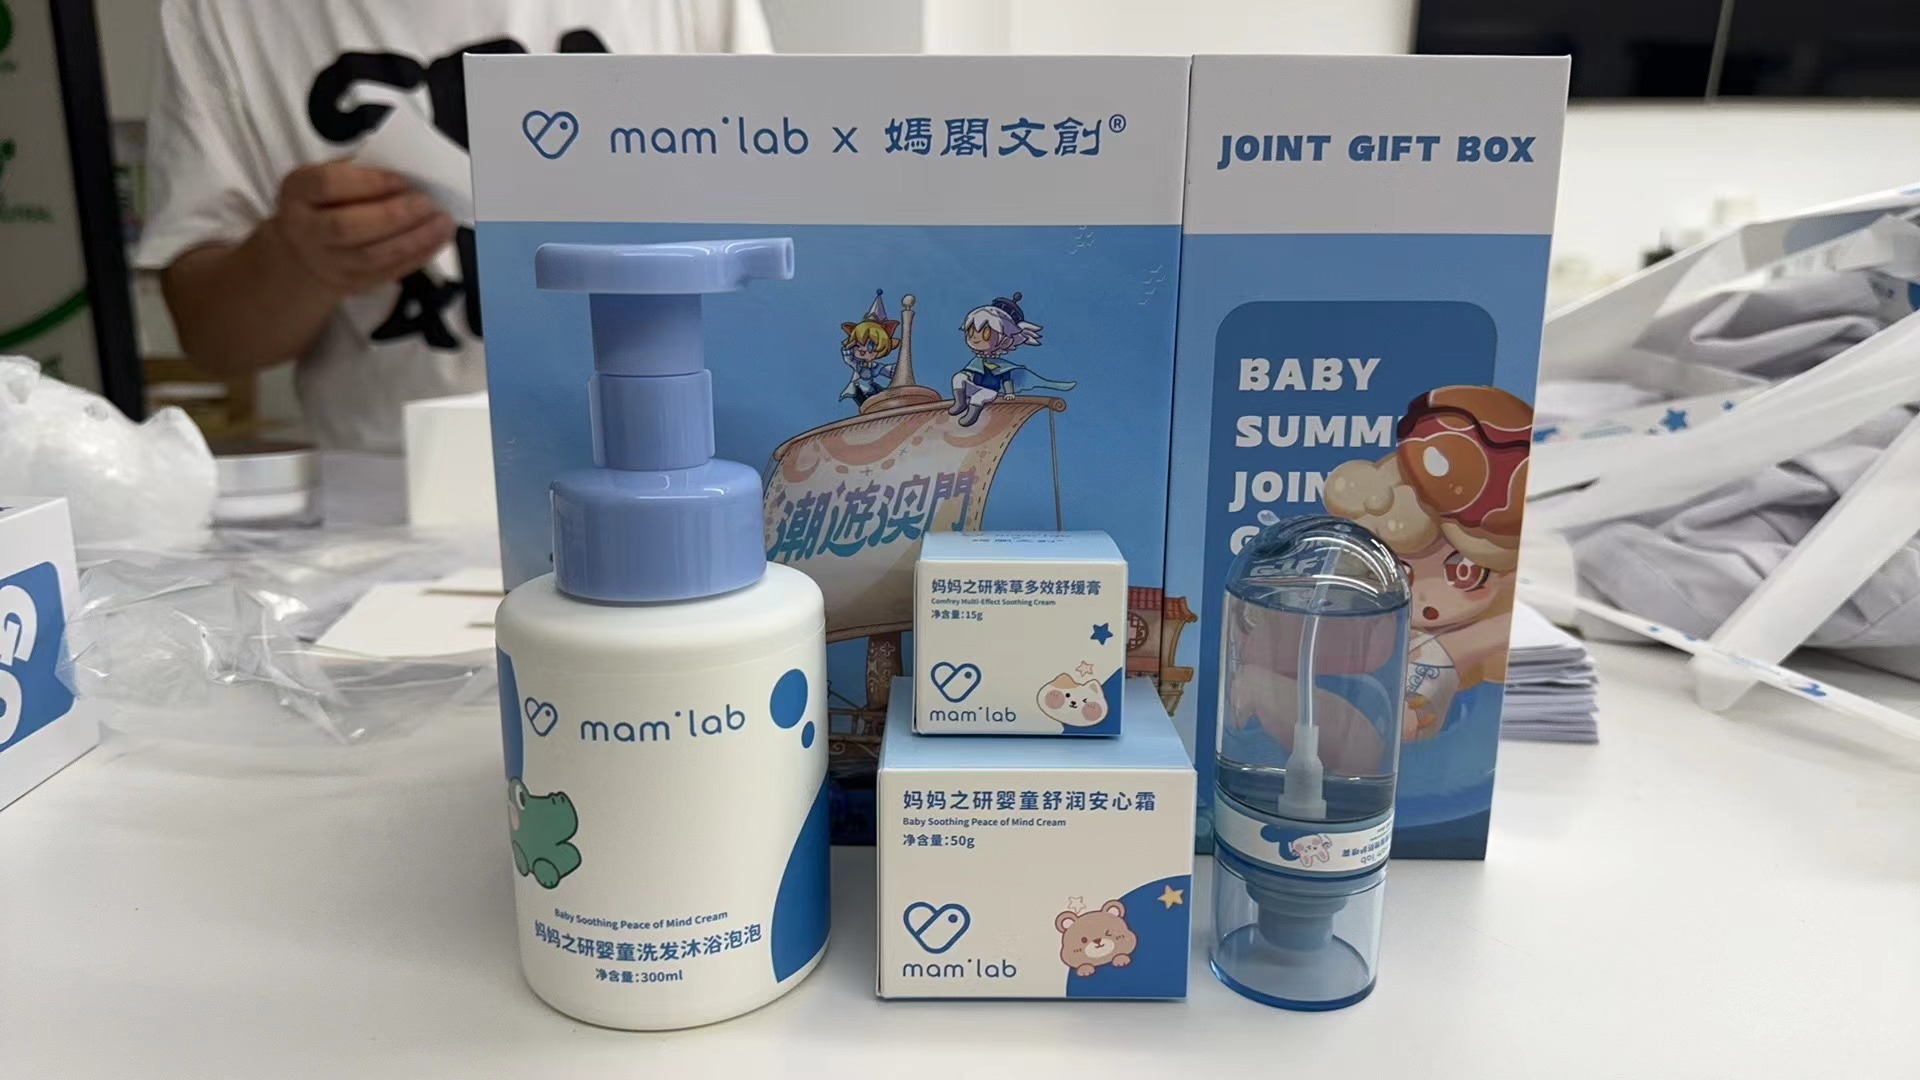 mam·lab x 媽閣文創®
JOINT GIFT BOX
潮遊澳門
BABY
SUMM
JOIN
G
mam·lab
Baby Soothing Peace of Mind Cream
妈妈之研婴童洗发沐浴泡泡
净含量:300ml
妈妈之研紫草多效舒缓膏
Comfrey Multi-Effect Soothing Cream
净含量:15g
mam·lab
妈妈之研婴童舒润安心霜
Baby Soothing Peace of Mind Cream
净含量:50g
mam·lab
mam·lab